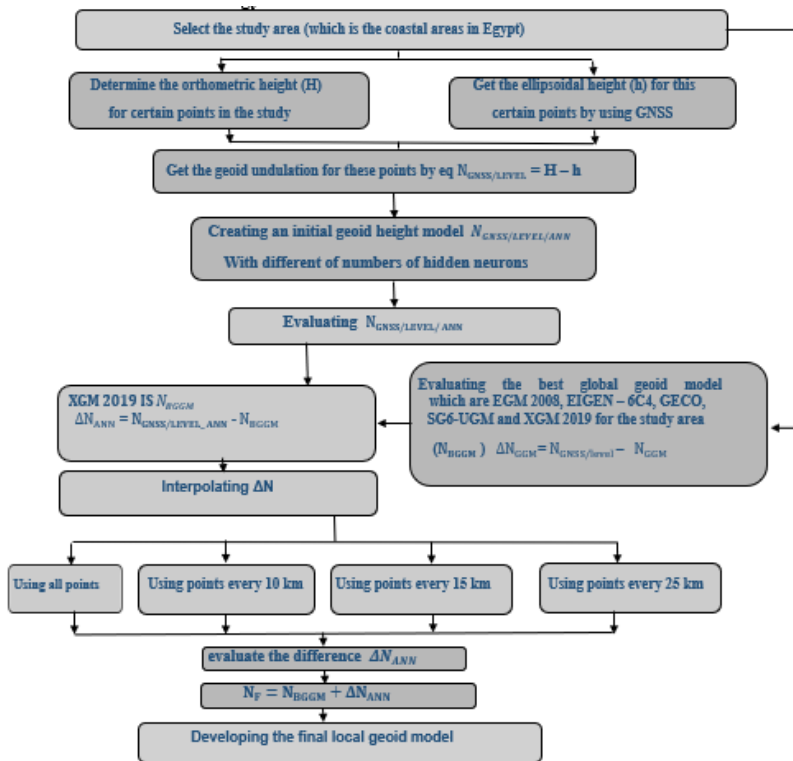 Select the study area (which is the coastal areas in Egypt)
Determine the orthometric height (H)
for certain points in the study
Get the ellipsoidal height (h) for this
certain points by using GNSS
Get the geoid undulation for these points by eq N_GNSS/LEVEL = H – h
Creating an initial geoid height model N_GNSS/LEVEL/ANN
With different of numbers of hidden neurons
Evaluating N_GNSS/LEVEL/ ANN
XGM 2019 IS N_BGGM
ΔN_ANN = N_GNSS/LEVEL_ANN - N_BGGM
Evaluating the best global geoid model
which are EGM 2008, EIGEN – 6C4, GECO,
SG6-UGM and XGM 2019 for the study area
(N_BGGM ) ΔN_GGM = N_GNSS/level – N_GGM
Interpolating ΔN
Using all points
Using points every 10 km
Using points every 15 km
Using points every 25 km
evaluate the difference ΔN_ANN
N_F = N_BGGM + ΔN_ANN
Developing the final local geoid model